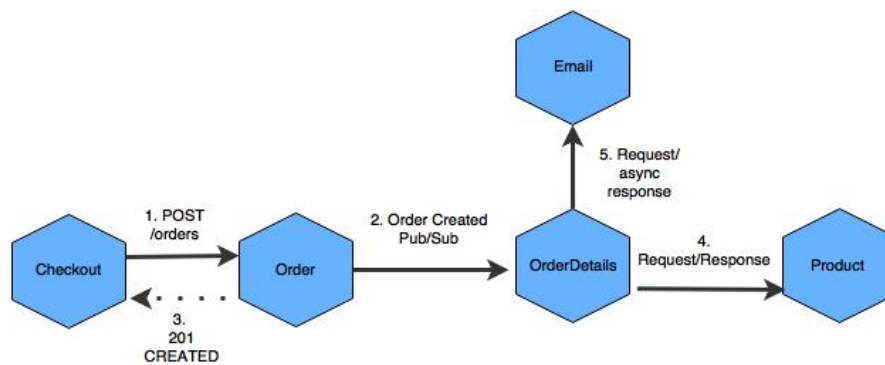 Email
5. Request/
async
response
1. POST
/orders
2. Order Created
Pub/Sub
4.
Request/Response
Checkout
Order
OrderDetails
Product
3.
201
CREATED